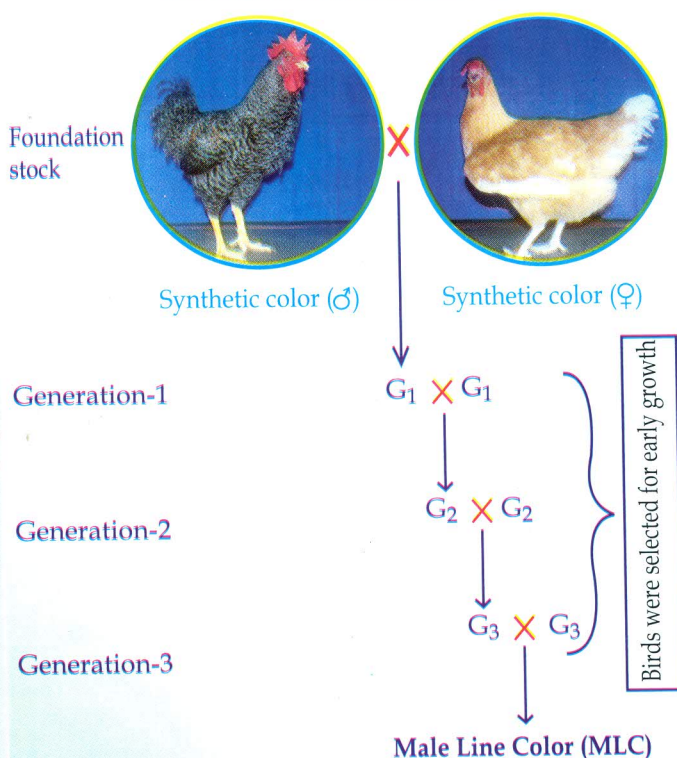 Foundation
stock
X
Synthetic color (♂)
Synthetic color (♀)
Generation-1
G₁ X G₁
Generation-2
G₂ X G₂
Generation-3
G₃ X G₃
Birds were selected for early growth
Male Line Color (MLC)